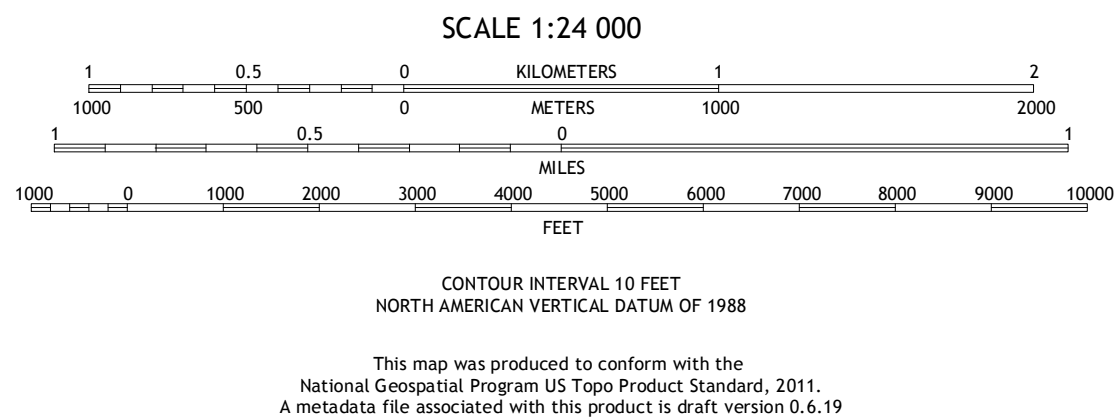 SCALE 1:24 000
1 0.5 0 KILOMETERS 1 2
1000 500 0 METERS 1000 2000
1 0.5 0 1
MILES
1000 0 1000 2000 3000 4000 5000 6000 7000 8000 9000 10000
FEET
CONTOUR INTERVAL 10 FEET
NORTH AMERICAN VERTICAL DATUM OF 1988
This map was produced to conform with the
National Geospatial Program US Topo Product Standard, 2011.
A metadata file associated with this product is draft version 0.6.19